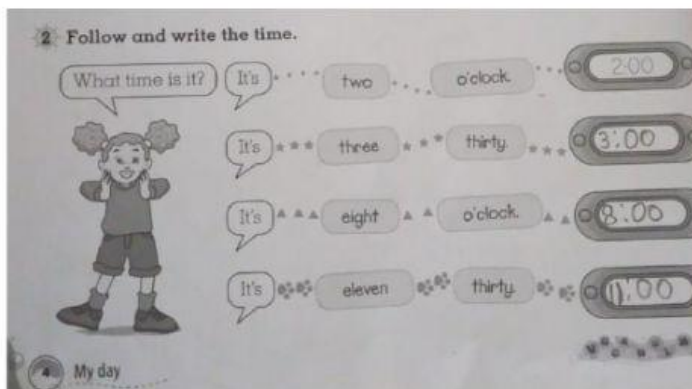 2 Follow and write the time.
What time is it? It's two o'clock. 2:00
It's three thirty. 3:00
It's eight o'clock. 8:00
It's eleven thirty. 11:00
4 My day